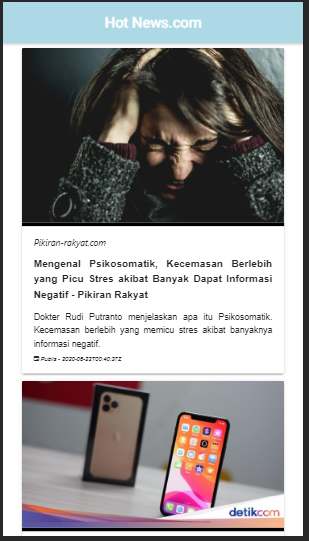 Hot News.com
Pikiran-rakyat.com
Mengenal Psikosomatik, Kecemasan Berlebih
yang Picu Stres akibat Banyak Dapat Informasi
Negatif - Pikiran Rakyat
Dokter Rudi Putranto menjelaskan apa itu Psikosomatik.
Kecemasan berlebih yang memicu stres akibat banyaknya
informasi negatif.
Publis - 2020-06-22T00:40:37Z
detikcom